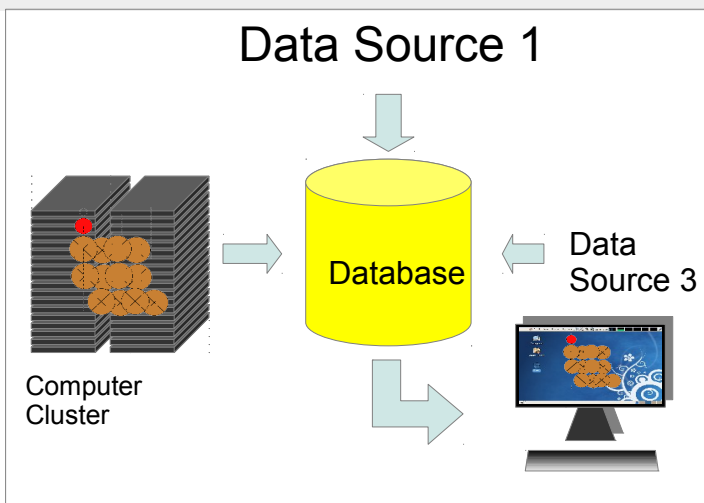 Data Source 1
Database
Data
Source 3
Computer
Cluster